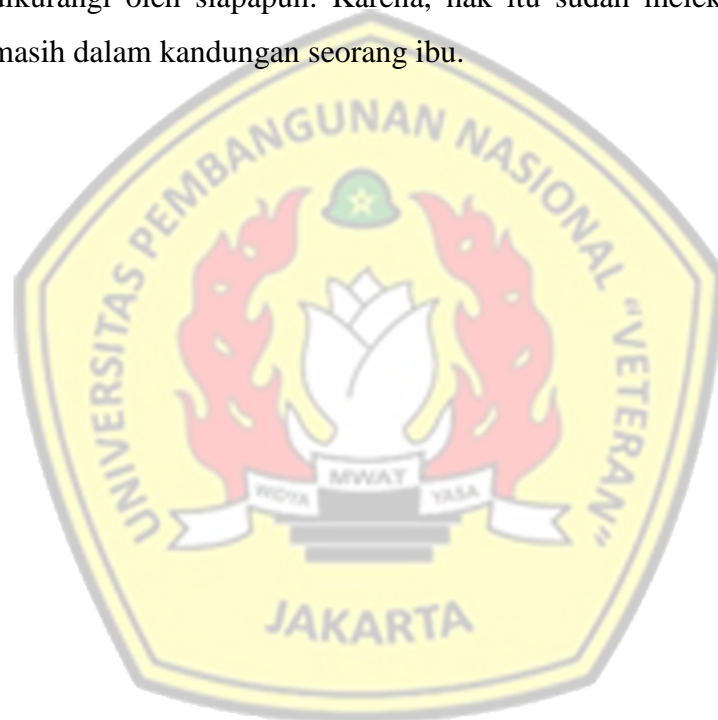 dikurangi oleh siapapun. Karena, hak itu sudah melek
masih dalam kandungan seorang ibu.
UNIVERSITAS PEMBANGUNAN NASIONAL "VETERAN"
WIDYA MWAT YASA
JAKARTA